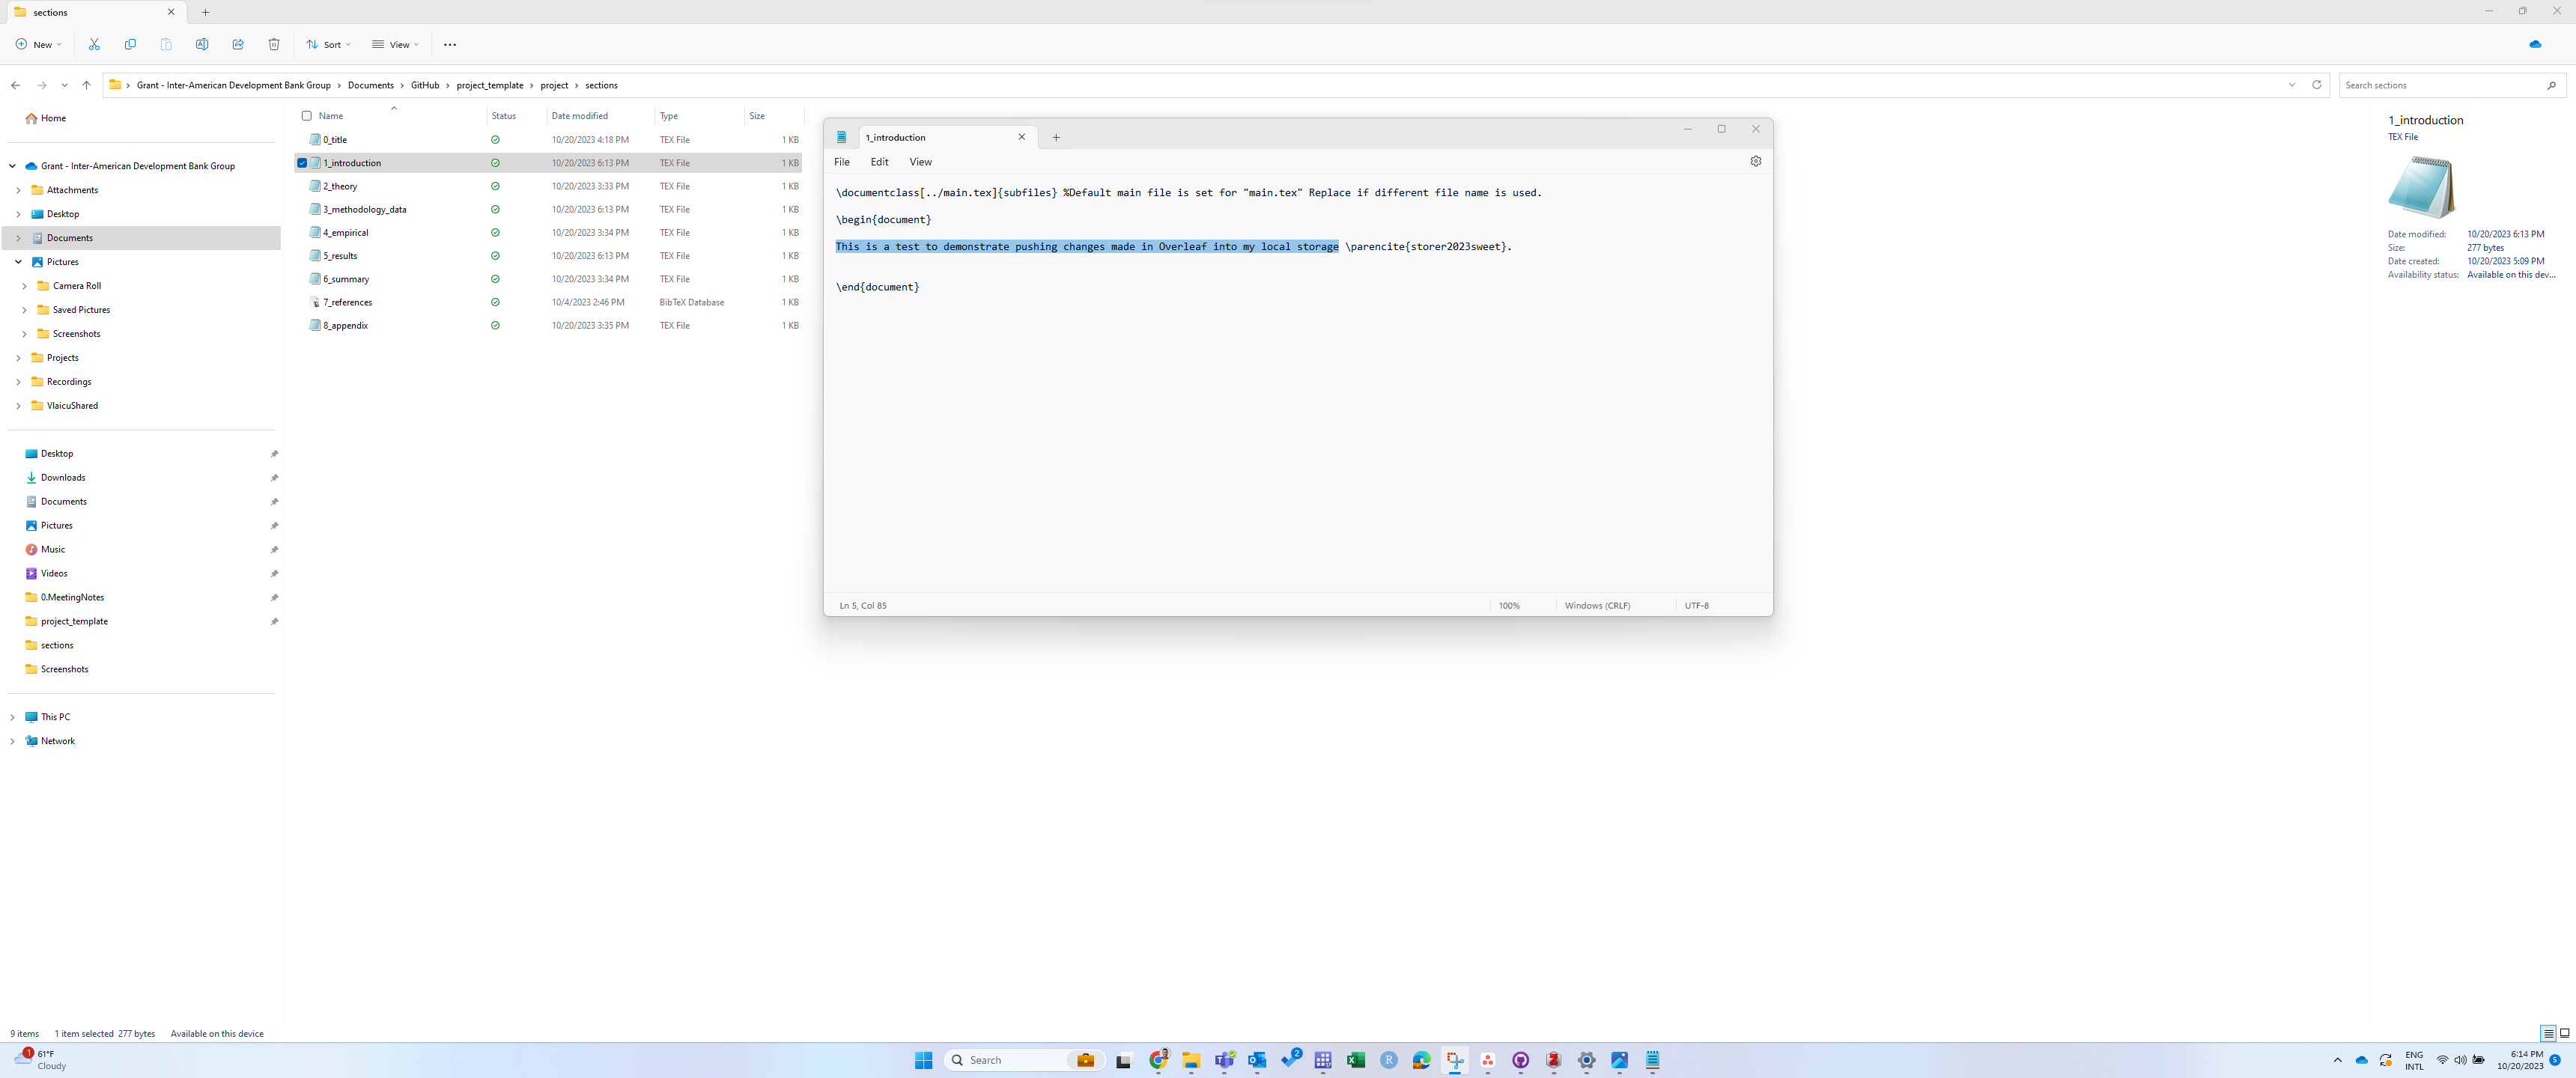 sections
New
Sort
View
Grant - Inter-American Development Bank Group > Documents > GitHub > project_template > project > sections
Search sections
Home
Grant - Inter-American Development Bank Group
Attachments
Desktop
Documents
Pictures
Camera Roll
Saved Pictures
Screenshots
Projects
Recordings
VlaicuShared
Desktop
Downloads
Documents
Pictures
Music
Videos
0.MeetingNotes
project_template
sections
Screenshots
This PC
Network
Name Status Date modified Type Size
0_title 10/20/2023 4:18 PM TEX File 1 KB
1_introduction 10/20/2023 6:13 PM TEX File 1 KB
2_theory 10/20/2023 3:33 PM TEX File 1 KB
3_methodology_data 10/20/2023 6:13 PM TEX File 1 KB
4_empirical 10/20/2023 3:34 PM TEX File 1 KB
5_results 10/20/2023 6:13 PM TEX File 1 KB
6_summary 10/20/2023 3:34 PM TEX File 1 KB
7_references 10/4/2023 2:46 PM BibTeX Database 1 KB
8_appendix 10/20/2023 3:35 PM TEX File 1 KB
1_introduction
File Edit View
\documentclass[../main.tex]{subfiles} %Default main file is set for "main.tex" Replace if different file name is used.
\begin{document}
This is a test to demonstrate pushing changes made in Overleaf into my local storage \parencite{storer2023sweet}.
\end{document}
Ln 5, Col 85 100% Windows (CRLF) UTF-8
1_introduction
TEX File
Date modified: 10/20/2023 6:13 PM
Size: 277 bytes
Date created: 10/20/2023 5:09 PM
Availability status: Available on this dev...
9 items 1 item selected 277 bytes Available on this device
1
61°F
Cloudy
Search
2
R
ENG
INTL
6:14 PM
10/20/2023
5